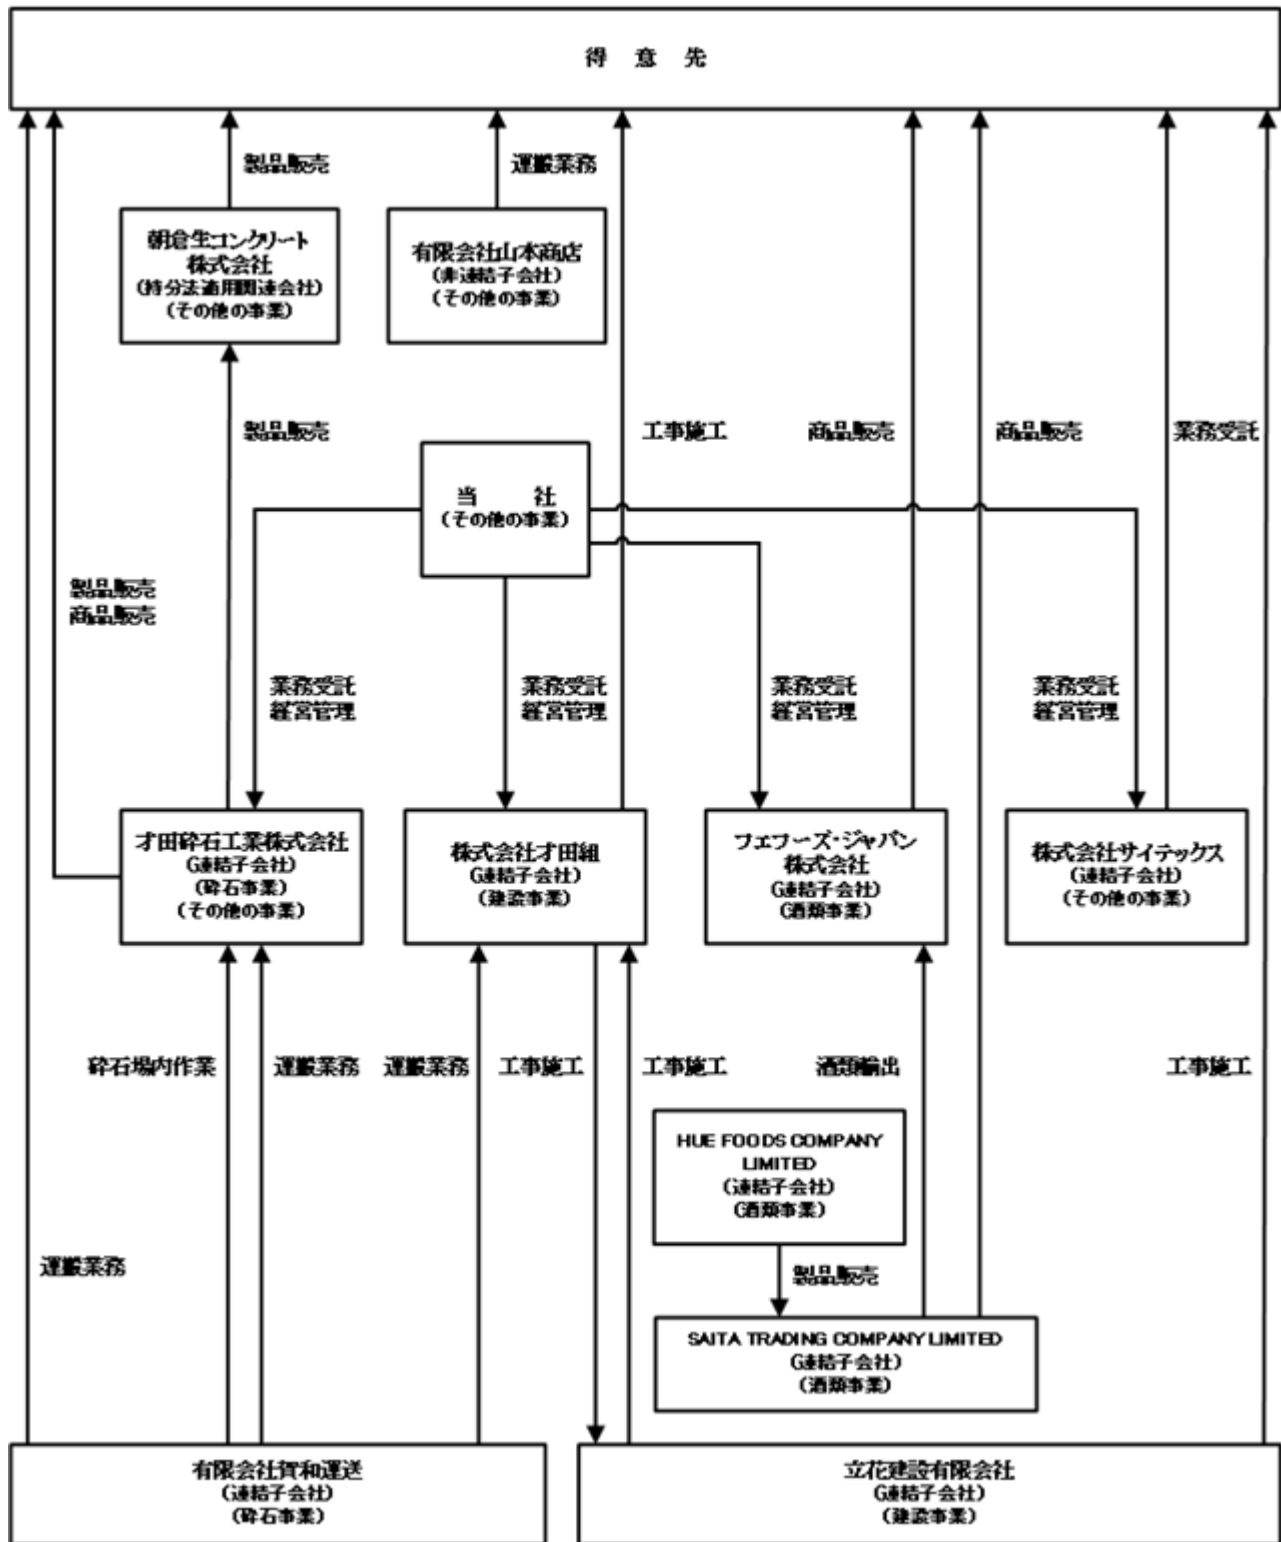 得 意 先
製品販売
運搬業務
朝倉生コンクリート
株式会社
(持分法適用関連会社)
(その他の事業)
有限会社山本商店
(非連結子会社)
(その他の事業)
製品販売
工事施工
商品販売
商品販売
業務受託
当 社
(その他の事業)
製品販売
商品販売
業務受託
経営管理
業務受託
経営管理
業務受託
経営管理
業務受託
経営管理
才田砕石工業株式会社
(連結子会社)
(砕石事業)
(その他の事業)
株式会社才田組
(連結子会社)
(建設事業)
フエフーズ・ジャパン
株式会社
(連結子会社)
(酒類事業)
株式会社サイテックス
(連結子会社)
(その他の事業)
砕石場内作業
運搬業務
運搬業務
工事施工
工事施工
酒類輸出
工事施工
HUE FOODS COMPANY
LIMITED
(連結子会社)
(酒類事業)
運搬業務
製品販売
SAITA TRADING COMPANY LIMITED
(連結子会社)
(酒類事業)
有限会社賀和運送
(連結子会社)
(砕石事業)
立花建設有限会社
(連結子会社)
(建設事業)